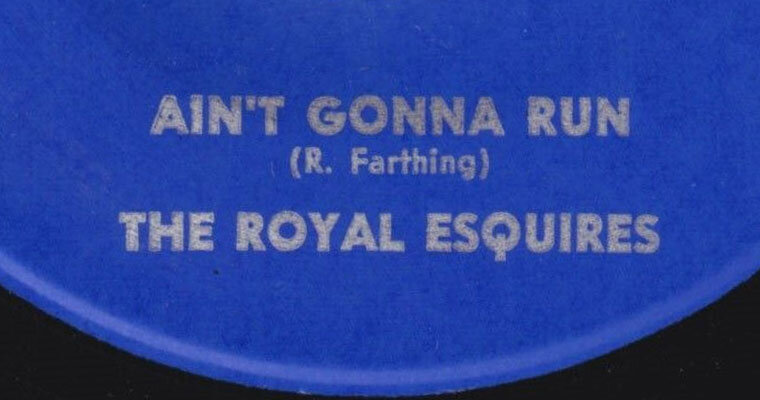 AIN'T GONNA RUN
(R. Farthing)
THE ROYAL ESQUIRES